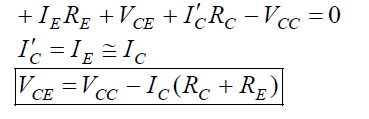 + I_E R_E + V_CE + I'_C R_C − V_CC = 0
I'_C = I_E ≅ I_C
V_CE = V_CC − I_C (R_C + R_E)